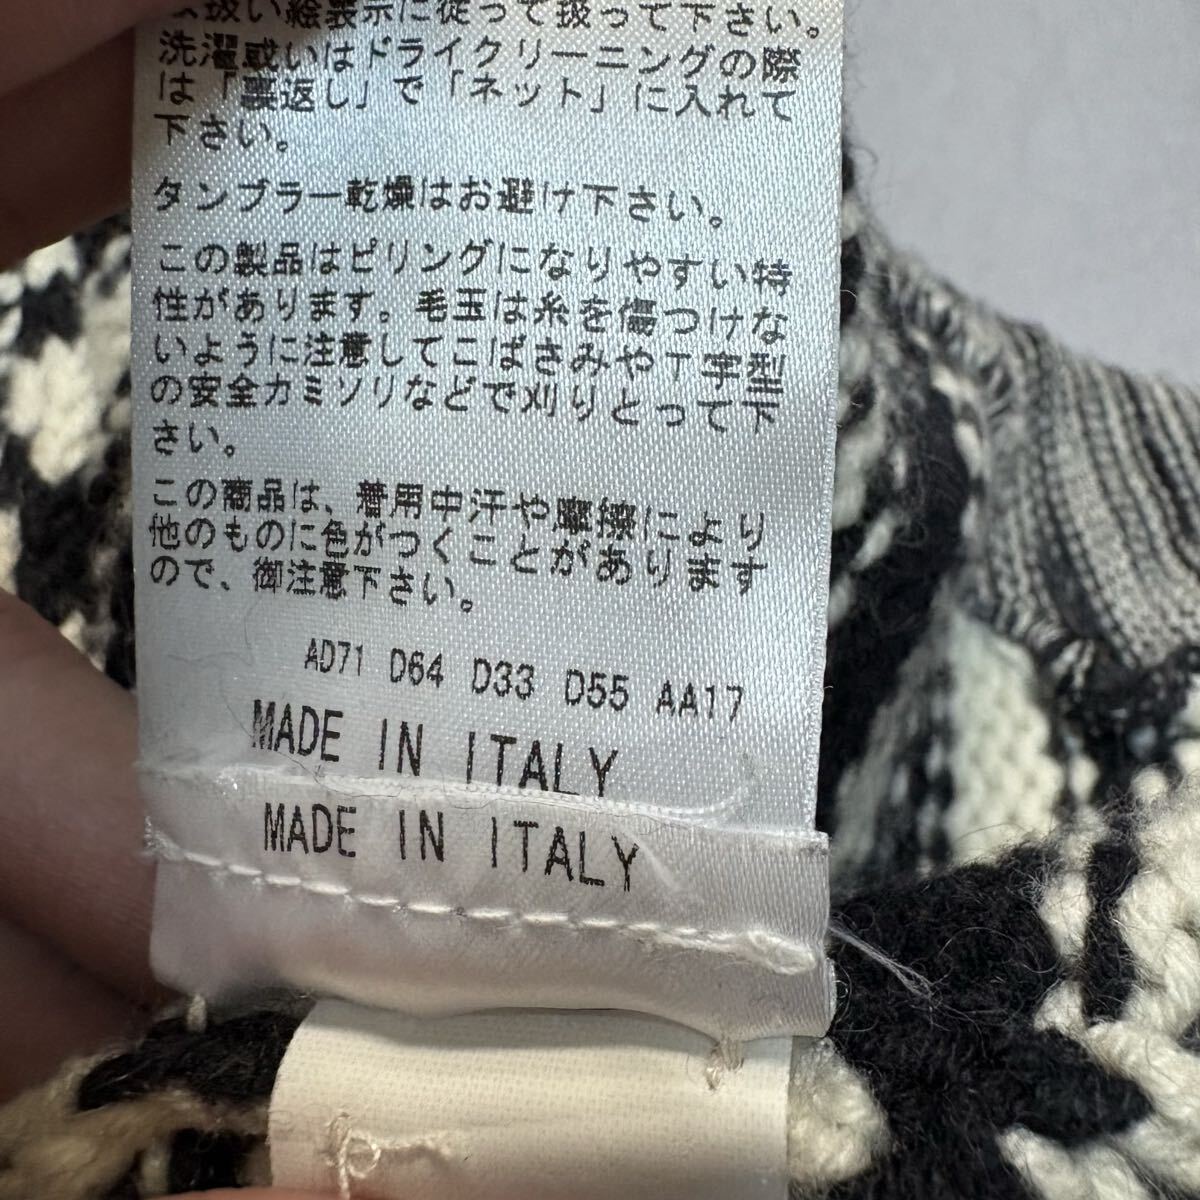 扱い絵表示に従って扱って下さい。
洗濯或いはドライクリーニングの際
は「裏返し」で「ネット」に入れて
下さい。
タンブラー乾燥はお避け下さい。
この製品はピリングになりやすい特
性があります。毛玉は糸を傷つけな
いように注意してこばさみやT字型
の安全カミソリなどで刈りとって下
さい。
この商品は、着用中汗や摩擦により
他のものに色がつくことがあります
ので、御注意下さい。
AD71 D64 D33 D55 AA17
MADE IN ITALY
MADE IN ITALY